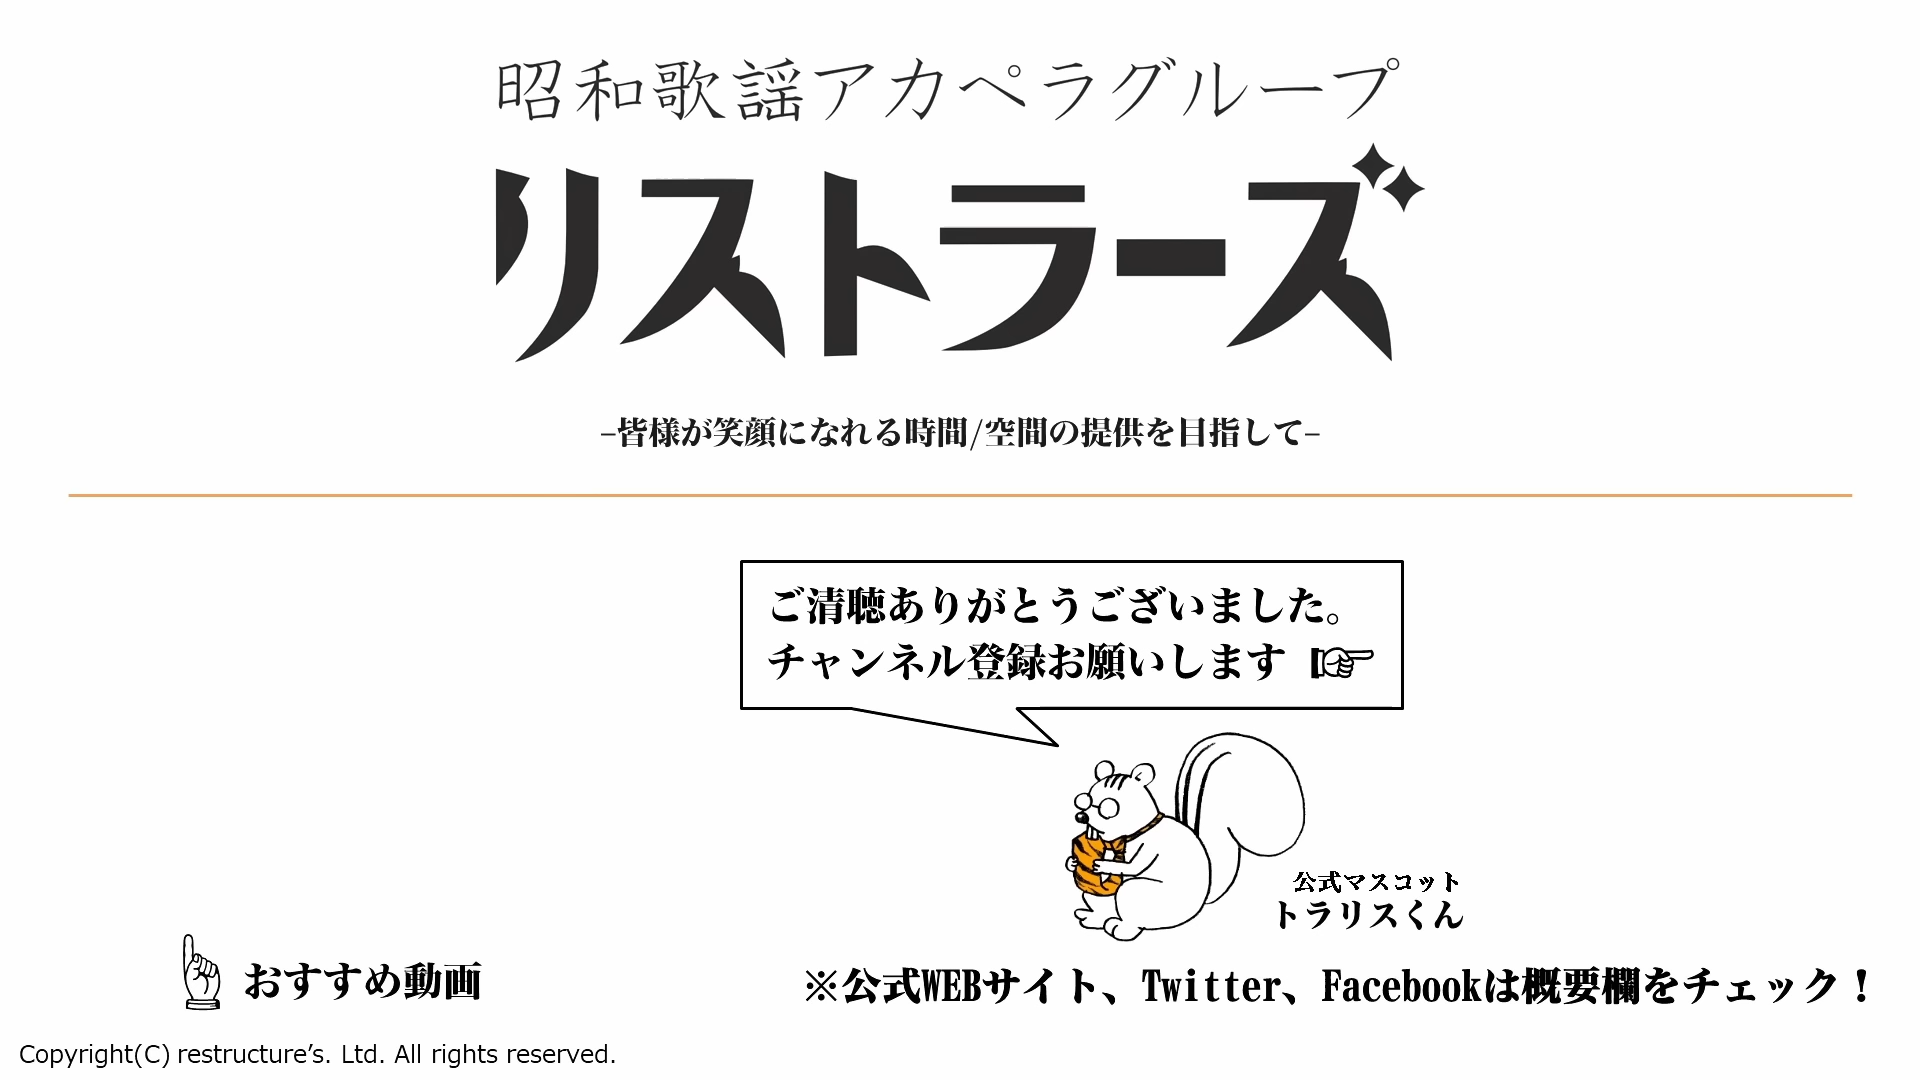 昭和歌謡アカペラグループ
リストラーズ
–皆様が笑顔になれる時間/空間の提供を目指して–
ご清聴ありがとうございました。
チャンネル登録お願いします
公式マスコット
トラリスくん
おすすめ動画
※公式WEBサイト、Twitter、Facebookは概要欄をチェック！
Copyright(C) restructure’s. Ltd. All rights reserved.